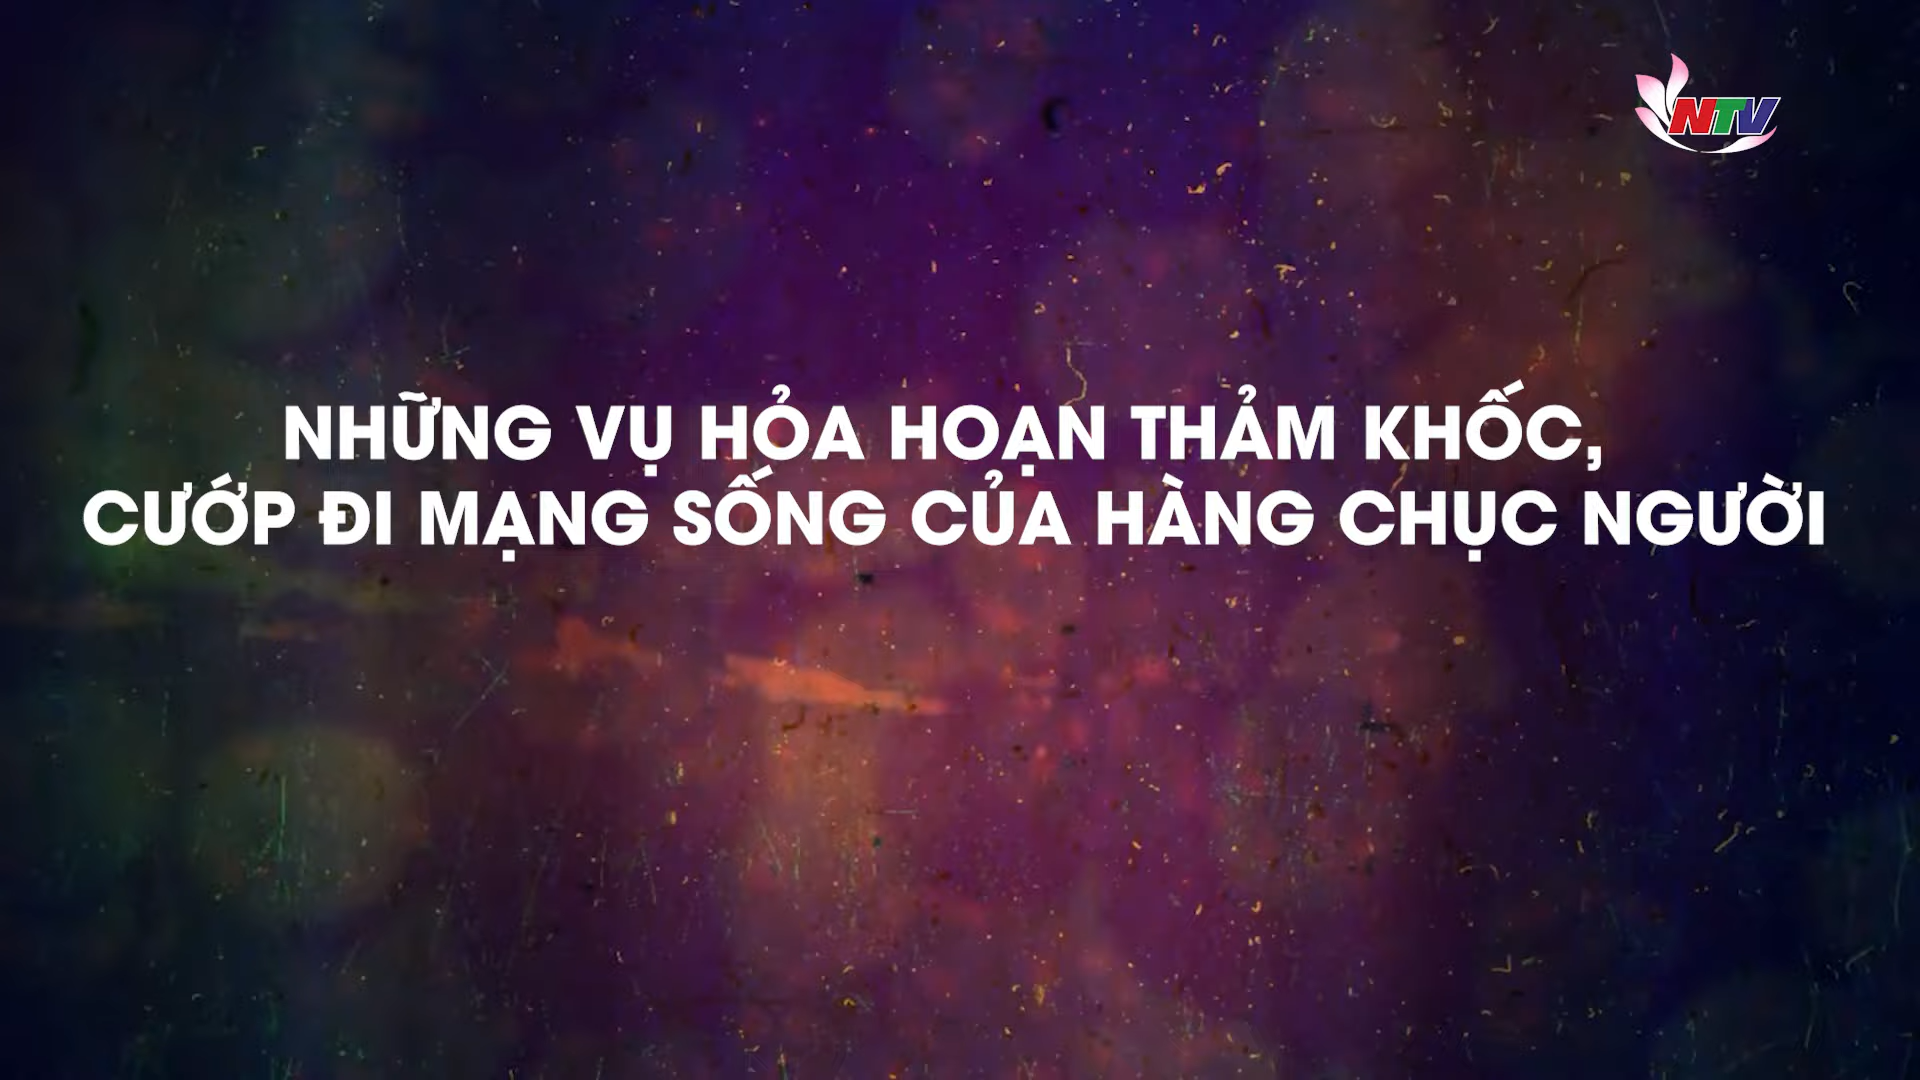 NTV
NHỮNG VỤ HỎA HOẠN THẢM KHỐC,
CƯỚP ĐI MẠNG SỐNG CỦA HÀNG CHỤC NGƯỜI